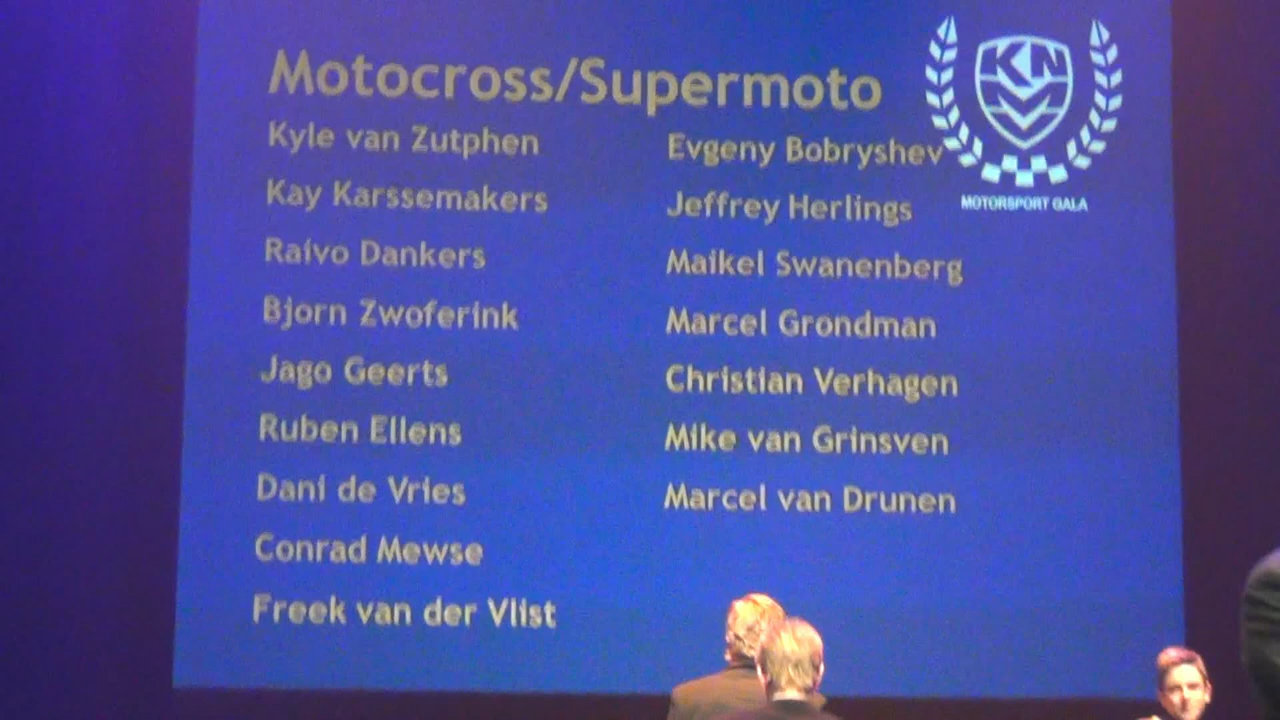 Motocross/Supermoto
Kyle van Zutphen
Kay Karssemakers
Raivo Dankers
Bjorn Zwoferink
Jago Geerts
Ruben Ellens
Dani de Vries
Conrad Mewse
Freek van der Vlist
Evgeny Bobryshev
Jeffrey Herlings
Maikel Swanenberg
Marcel Grondman
Christian Verhagen
Mike van Grinsven
Marcel van Drunen
KNMV
MOTORSPORT GALA